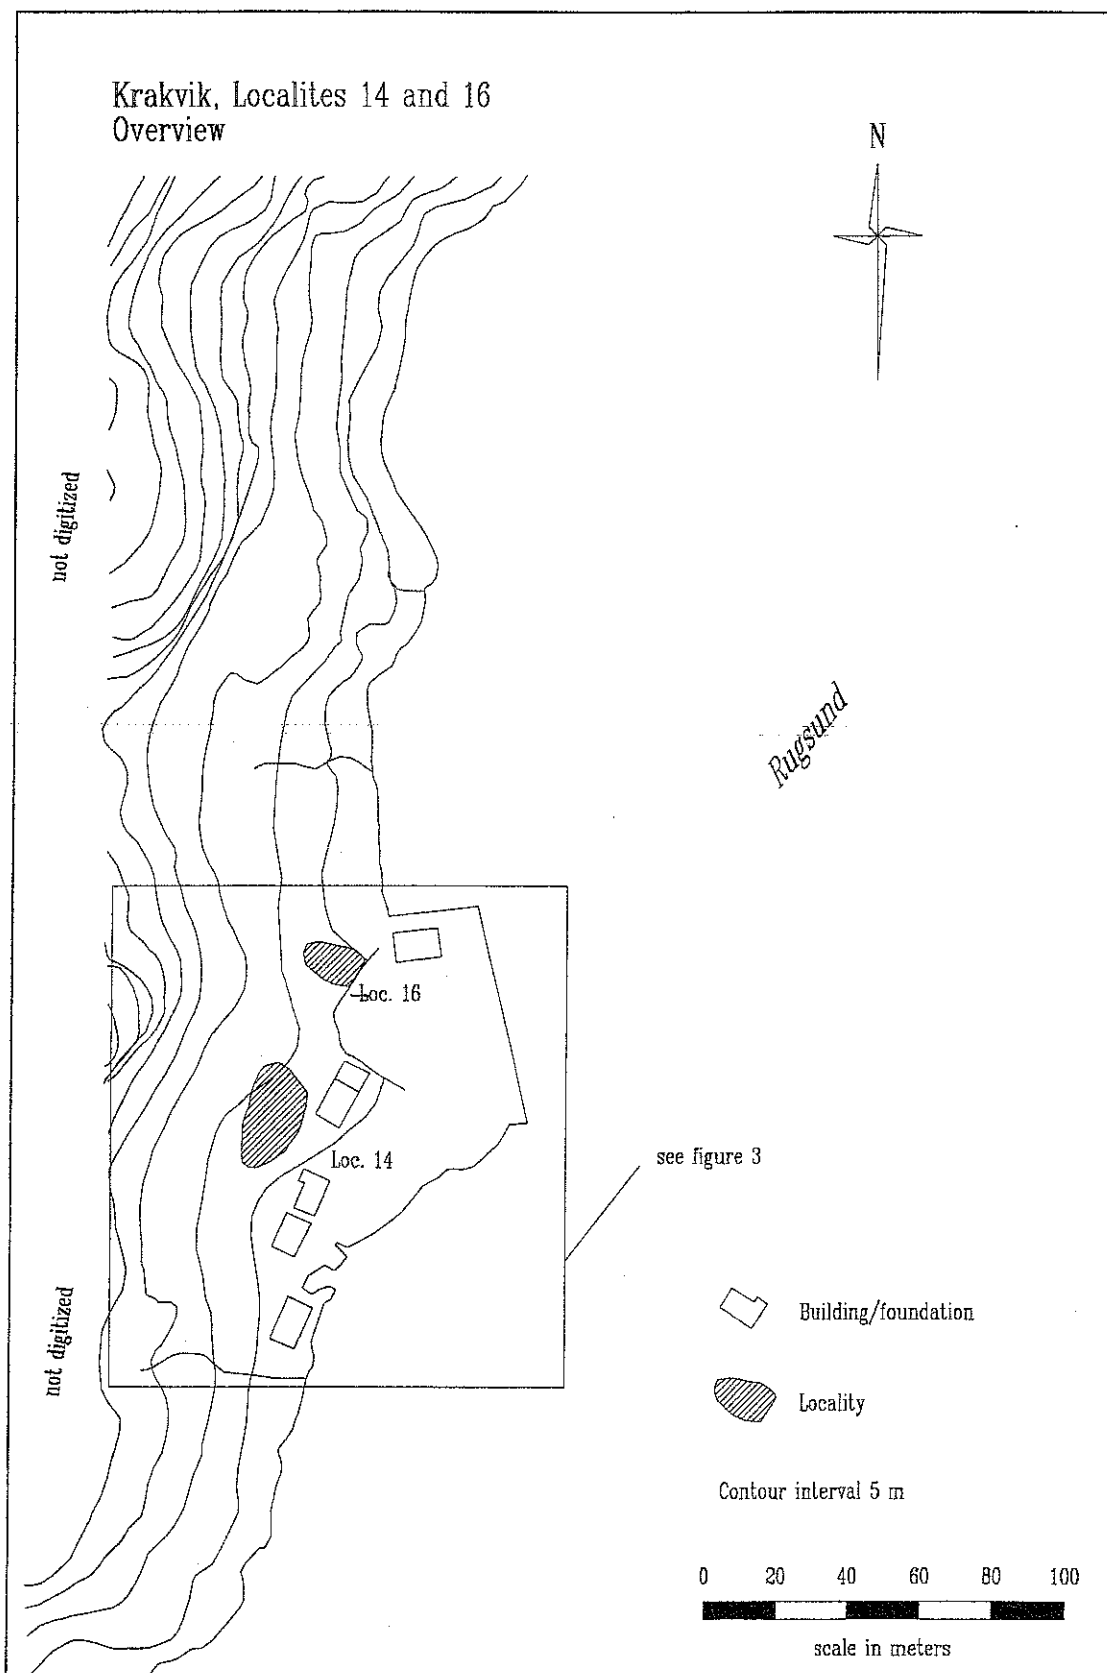 Krakvik, Localites 14 and 16
Overview
N
not digitized
Rugsund
Loc. 16
Loc. 14
see figure 3
not digitized
Building/foundation
Locality
Contour interval 5 m
0 20 40 60 80 100
scale in meters